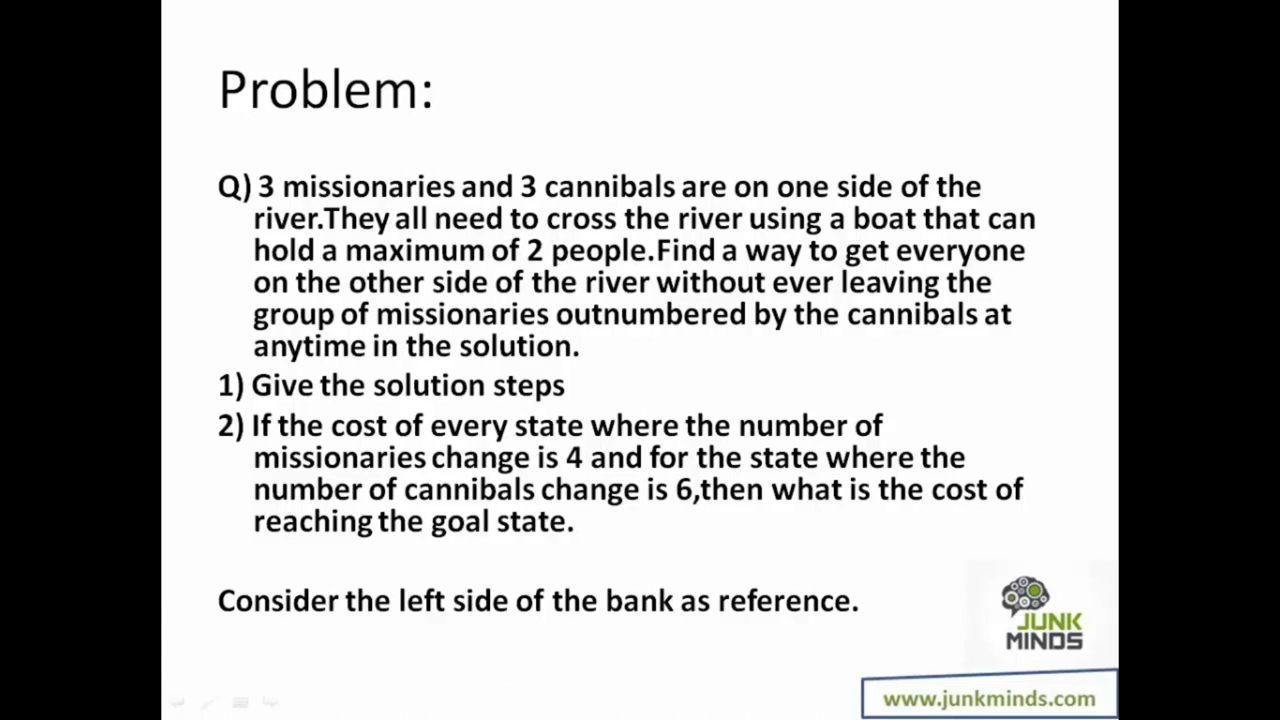 Problem:
Q) 3 missionaries and 3 cannibals are on one side of the
river.They all need to cross the river using a boat that can
hold a maximum of 2 people.Find a way to get everyone
on the other side of the river without ever leaving the
group of missionaries outnumbered by the cannibals at
anytime in the solution.
1) Give the solution steps
2) If the cost of every state where the number of
missionaries change is 4 and for the state where the
number of cannibals change is 6,then what is the cost of
reaching the goal state.
Consider the left side of the bank as reference.
JUNK
MINDS
www.junkminds.com